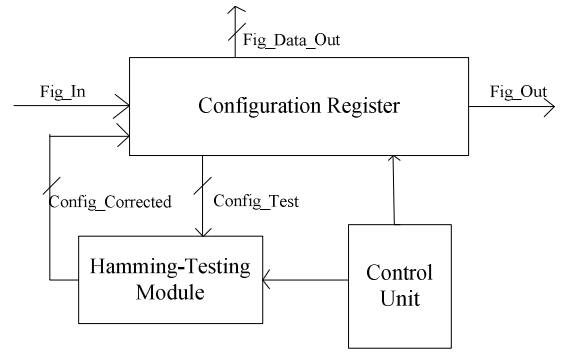 Fig_Data_Out
Fig_In
Configuration Register
Fig_Out
Config_Corrected
Config_Test
Hamming-Testing
Module
Control
Unit